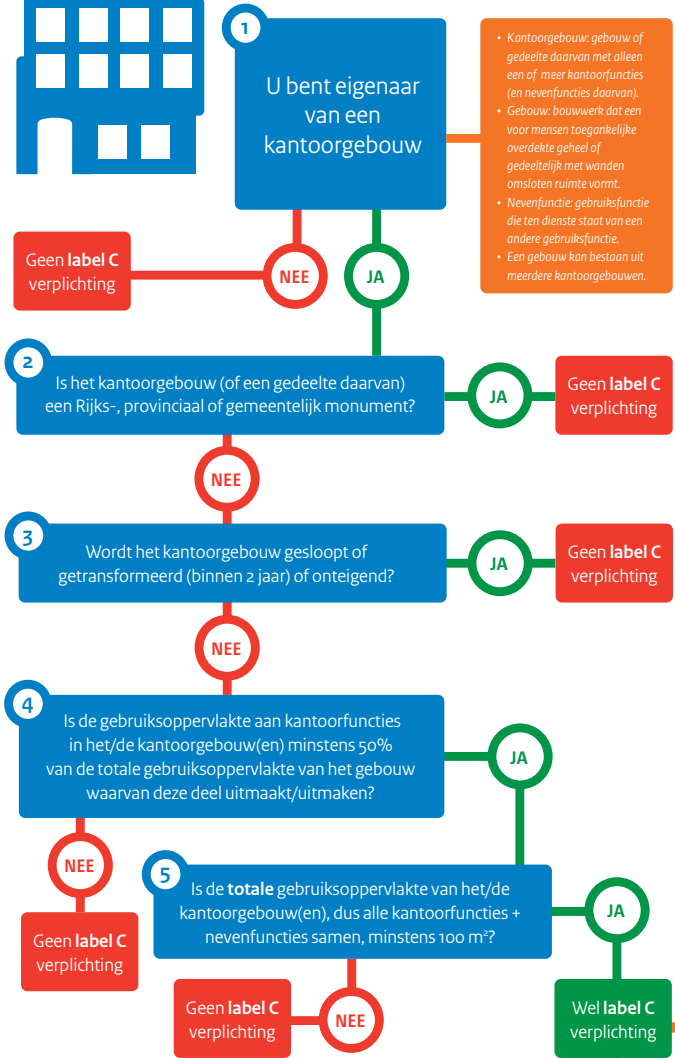 1
U bent eigenaar
van een
kantoorgebouw
• Kantoorgebouw: gebouw of
gedeelte daarvan met alleen
een of meer kantoorfuncties
(en nevenfuncties daarvan).
• Gebouw: bouwwerk dat een
voor mensen toegankelijke
overdekte geheel of
gedeeltelijk met wanden
omsloten ruimte vormt.
• Nevenfunctie: gebruiksfunctie
die ten dienste staat van een
andere gebruiksfunctie.
• Een gebouw kan bestaan uit
meerdere kantoorgebouwen.
NEE
JA
Geen label C
verplichting
2
Is het kantoorgebouw (of een gedeelte daarvan)
een Rijks-, provinciaal of gemeentelijk monument?
JA
Geen label C
verplichting
NEE
3
Wordt het kantoorgebouw gesloopt of
getransformeerd (binnen 2 jaar) of onteigend?
JA
Geen label C
verplichting
NEE
4
Is de gebruiksoppervlakte aan kantoorfuncties
in het/de kantoorgebouw(en) minstens 50%
van de totale gebruiksoppervlakte van het gebouw
waarvan deze deel uitmaakt/uitmaken?
JA
NEE
Geen label C
verplichting
5
Is de totale gebruiksoppervlakte van het/de
kantoorgebouw(en), dus alle kantoorfuncties +
nevenfuncties samen, minstens 100 m²?
JA
NEE
Geen label C
verplichting
Wel label C
verplichting